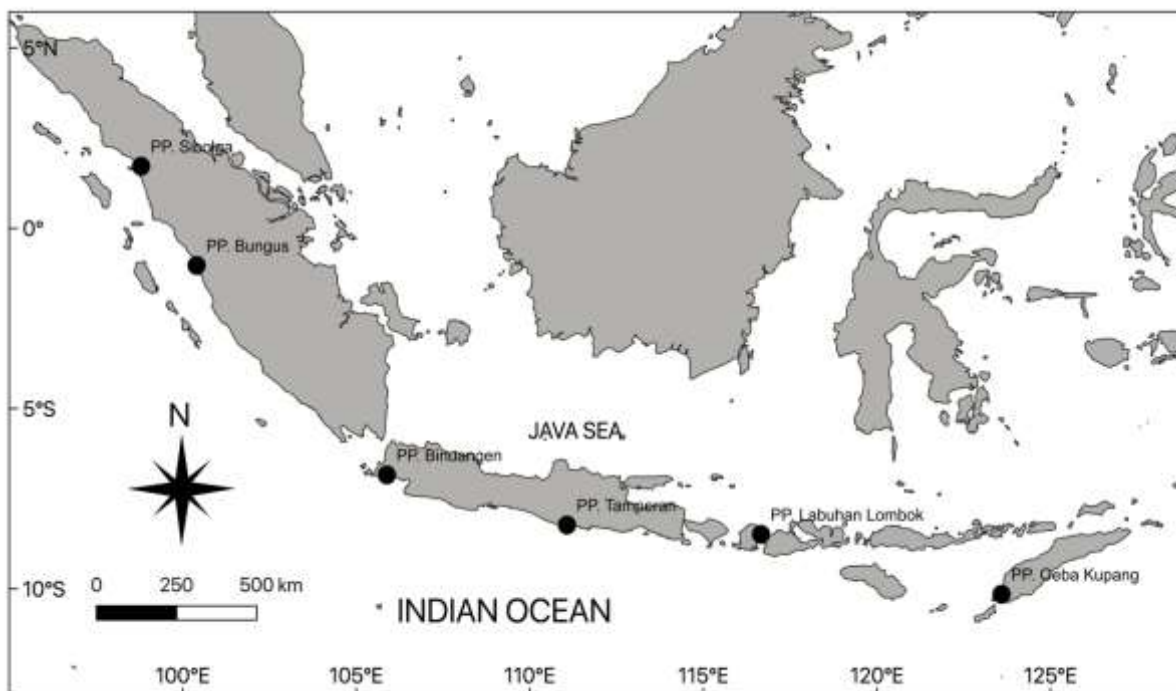 5°N
PP. Sibolga
0°
PP. Bungus
5°S
N
JAVA SEA
PP. Bindangen
PP. Tamperan
PP. Labuhan Lombok
PP. Oeba Kupang
0 250 500 km
10°S
INDIAN OCEAN
100°E 105°E 110°E 115°E 120°E 125°E